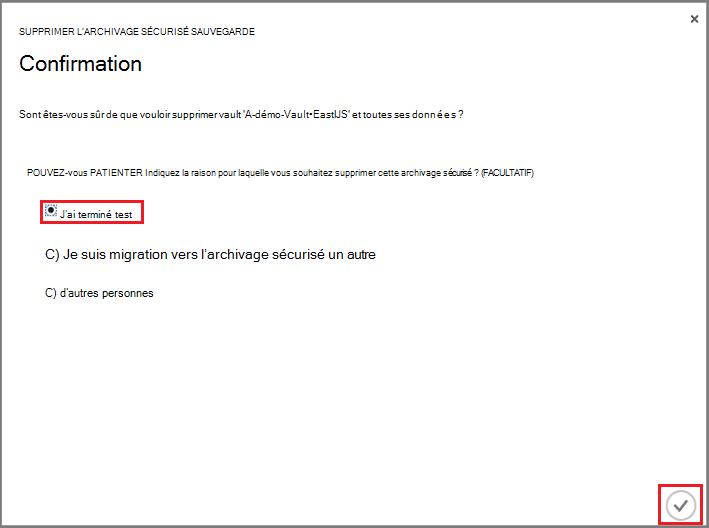 SUPPRIMER L'ARCHIVAGE SÉCURISÉ SAUVEGARDE
Confirmation
Sont êtes-vous sûr de que vouloir supprimer vault 'A-démo-Vault•EastIJS' et toutes ses données ?
POUVEZ-vous PATIENTER Indiquez la raison pour laquelle vous souhaitez supprimer cette archivage sécurisé ? (FACULTATIF)
J'ai terminé test
C) Je suis migration vers l'archivage sécurisé un autre
C) d'autres personnes